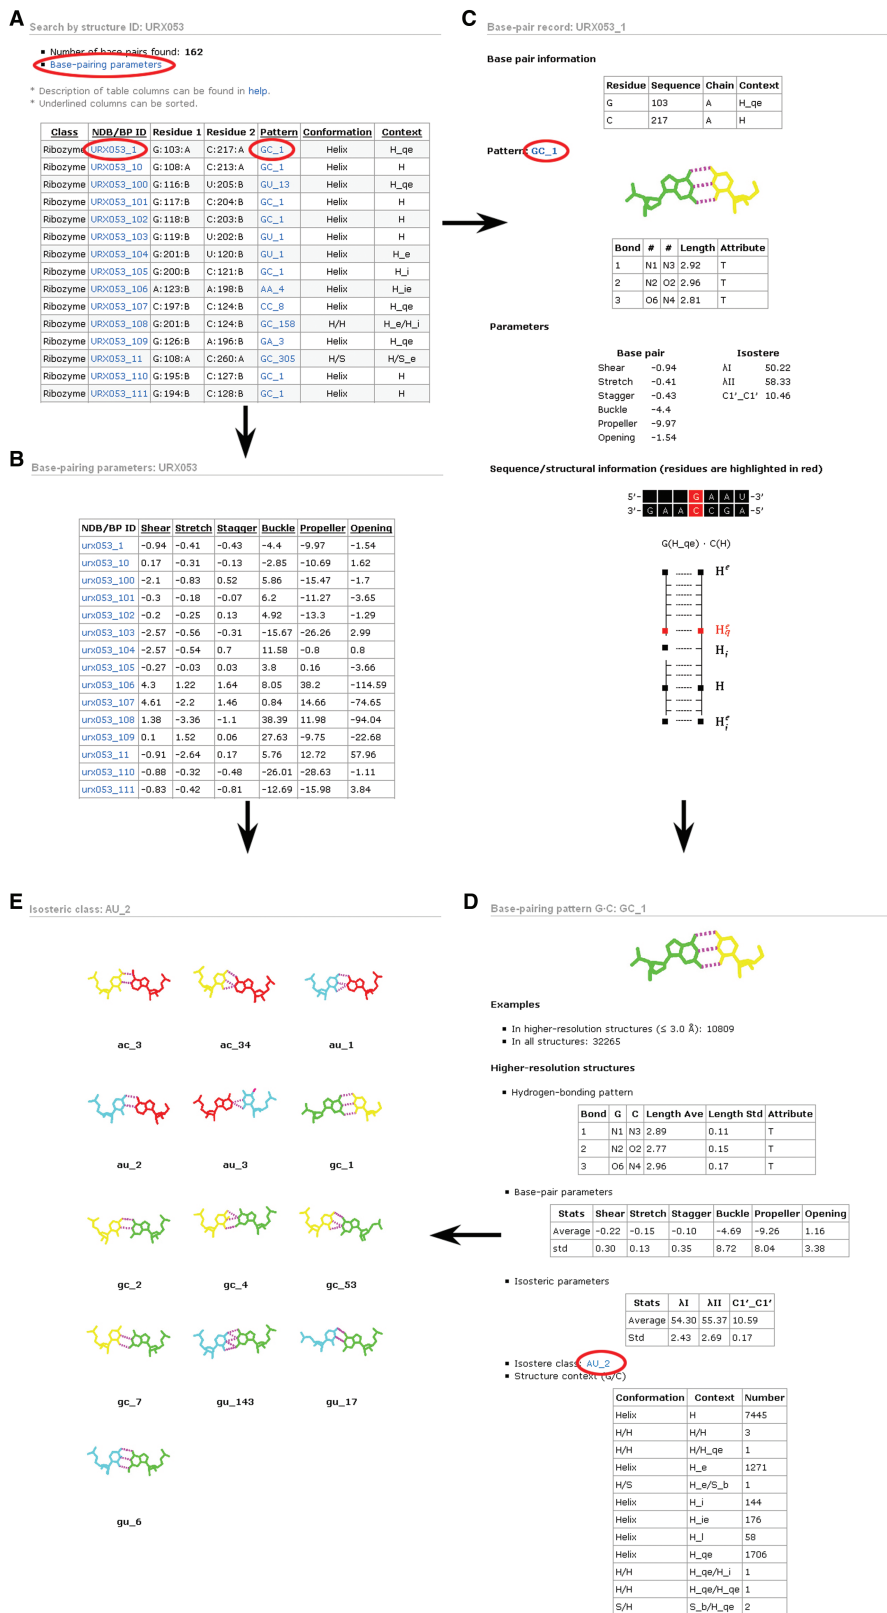 A
Search by structure ID: URX053
▪ Number of base pairs found: 162
▪ Base-pairing parameters
* Description of table columns can be found in help.
* Underlined columns can be sorted.
Class NDB/BP ID Residue 1 Residue 2 Pattern Conformation Context
Ribozyme URX053_1 G:103:A C:217:A GC_1 Helix H_qe
Ribozyme URX053_10 G:108:A C:213:A GC_1 Helix H
Ribozyme URX053_100 G:116:B U:205:B GU_13 Helix H_qe
Ribozyme URX053_101 G:117:B C:204:B GC_1 Helix H
Ribozyme URX053_102 G:118:B C:203:B GC_1 Helix H
Ribozyme URX053_103 G:119:B U:202:B GU_1 Helix H
Ribozyme URX053_104 G:201:B U:120:B GU_1 Helix H_e
Ribozyme URX053_105 G:200:B C:121:B GC_1 Helix H_i
Ribozyme URX053_106 A:123:B A:198:B AA_4 Helix H_ie
Ribozyme URX053_107 C:197:B C:124:B CC_8 Helix H_qe
Ribozyme URX053_108 G:201:B C:124:B GC_158 H/H H_e/H_i
Ribozyme URX053_109 G:126:B A:196:B GA_3 Helix H_qe
Ribozyme URX053_11 G:108:A C:260:A GC_305 H/S H/S_e
Ribozyme URX053_110 G:195:B C:127:B GC_1 Helix H
Ribozyme URX053_111 G:194:B C:128:B GC_1 Helix H
B
Base-pairing parameters: URX053
NDB/BP ID Shear Stretch Stagger Buckle Propeller Opening
urx053_1 -0.94 -0.41 -0.43 -4.4 -9.97 -1.54
urx053_10 0.17 -0.31 -0.13 -2.85 -10.69 1.62
urx053_100 -2.1 -0.83 0.52 5.86 -15.47 -1.7
urx053_101 -0.3 -0.18 -0.07 6.2 -11.27 -3.65
urx053_102 -0.2 -0.25 0.13 4.92 -13.3 -1.29
urx053_103 -2.57 -0.56 -0.31 -15.67 -26.26 2.99
urx053_104 -2.57 -0.54 0.7 11.58 -0.8 0.8
urx053_105 -0.27 -0.03 0.03 3.8 0.16 -3.66
urx053_106 4.3 1.22 1.64 8.05 38.2 -114.59
urx053_107 4.61 -2.2 1.46 0.84 14.66 -74.65
urx053_108 1.38 -3.36 -1.1 38.39 11.98 -94.04
urx053_109 0.1 1.52 0.06 27.63 -9.75 -22.68
urx053_11 -0.91 -2.64 0.17 5.76 12.72 57.96
urx053_110 -0.88 -0.32 -0.48 -26.01 -28.63 -1.11
urx053_111 -0.83 -0.42 -0.81 -12.69 -15.98 3.84
C
Base-pair record: URX053_1
Base pair information
Residue Sequence Chain Context
G 103 A H_qe
C 217 A H
Pattern: GC_1
Bond # # Length Attribute
1 N1 N3 2.92 T
2 N2 O2 2.96 T
3 O6 N4 2.81 T
Parameters
Base pair Isostere
Shear -0.94 λI 50.22
Stretch -0.41 λII 58.33
Stagger -0.43 C1'_C1' 10.46
Buckle -4.4
Propeller -9.97
Opening -1.54
Sequence/structural information (residues are highlighted in red)
5'- G A A U -3'
3'- G A A C C G A -5'
G(H_qe) · C(H)
H^e
H_q^e
H_i
H
H_i^e
D
Base-pairing pattern G·C: GC_1
Examples
▪ In higher-resolution structures (≤ 3.0 Å): 10809
▪ In all structures: 32265
Higher-resolution structures
▪ Hydrogen-bonding pattern
Bond G C Length Ave Length Std Attribute
1 N1 N3 2.89 0.11 T
2 N2 O2 2.77 0.15 T
3 O6 N4 2.96 0.17 T
▪ Base-pair parameters
Stats Shear Stretch Stagger Buckle Propeller Opening
Average -0.22 -0.15 -0.10 -4.69 -9.26 1.16
std 0.30 0.13 0.35 8.72 8.04 3.38
▪ Isosteric parameters
Stats λI λII C1'_C1'
Average 54.30 55.37 10.59
Std 2.43 2.69 0.17
▪ Isostere class: AU_2
▪ Structure context (G/C)
Conformation Context Number
Helix H 7445
H/H H/H 3
H/H H/H_qe 1
Helix H_e 1271
H/S H_e/S_b 1
Helix H_i 144
Helix H_ie 176
Helix H_l 58
Helix H_qe 1706
H/H H_qe/H_i 1
H/H H_qe/H_qe 1
S/H S_b/H_qe 2
E
Isosteric class: AU_2
ac_3 ac_34 au_1
au_2 au_3 gc_1
gc_2 gc_4 gc_53
gc_7 gu_143 gu_17
gu_6